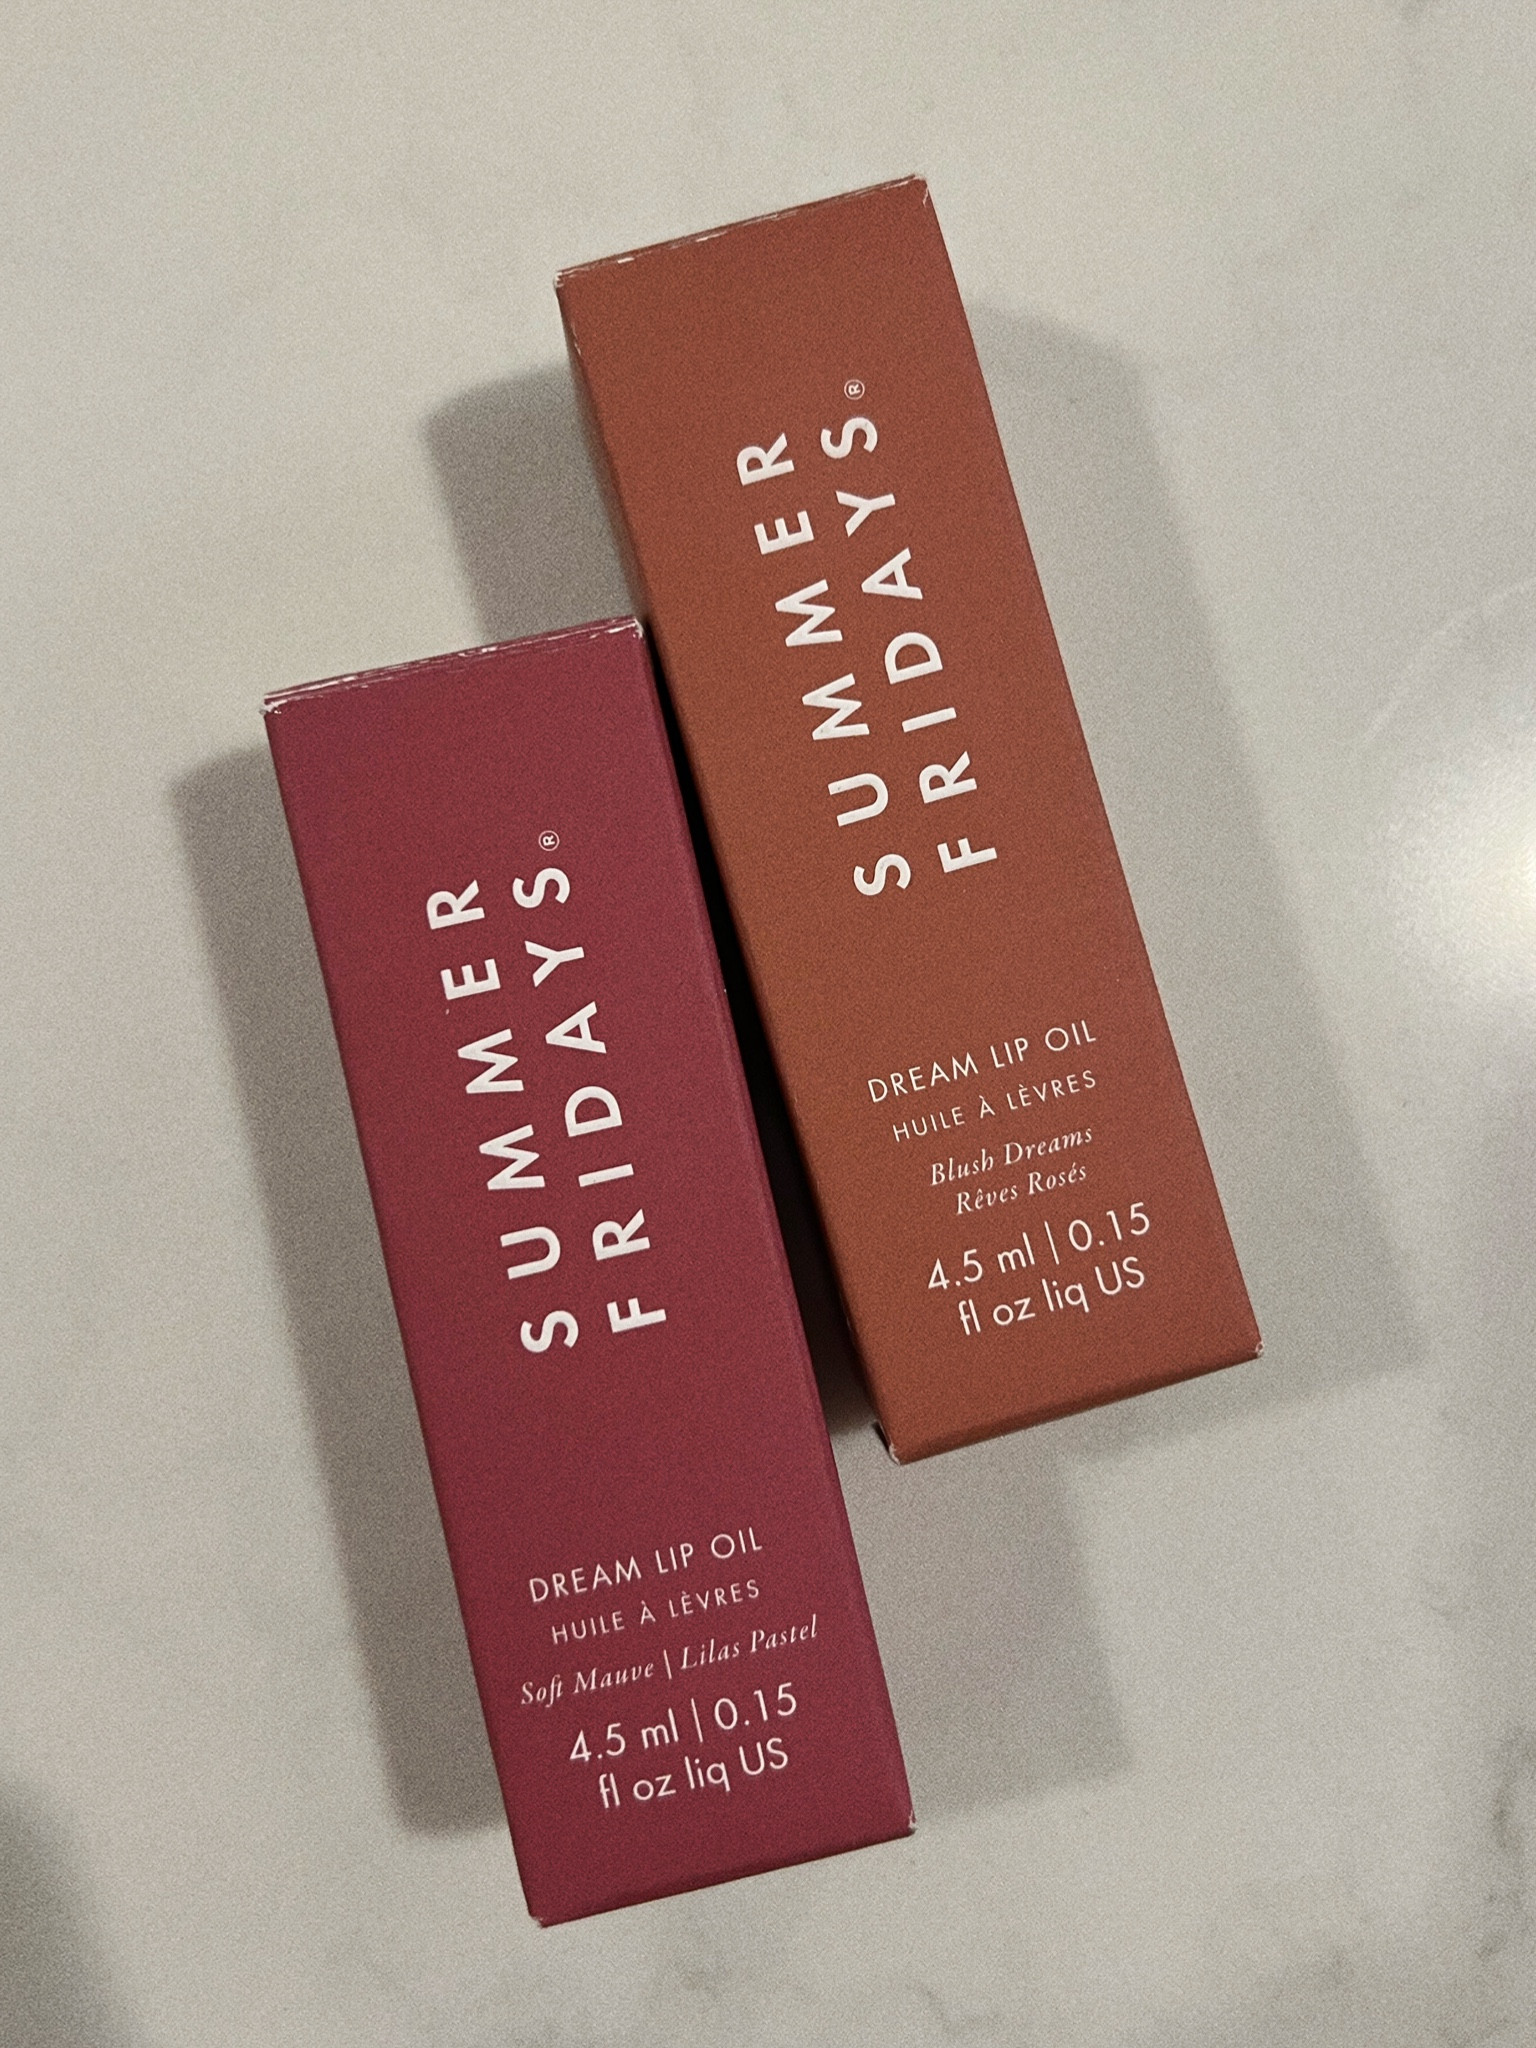 SUMMER
FRIDAYS®
DREAM LIP OIL
HUILE À LÈVRES
Soft Mauve | Lilas Pastel
4.5 ml | 0.15
fl oz liq US
SUMMER
FRIDAYS®
DREAM LIP OIL
HUILE À LÈVRES
Blush Dreams
Rêves Rosés
4.5 ml | 0.15
fl oz liq US